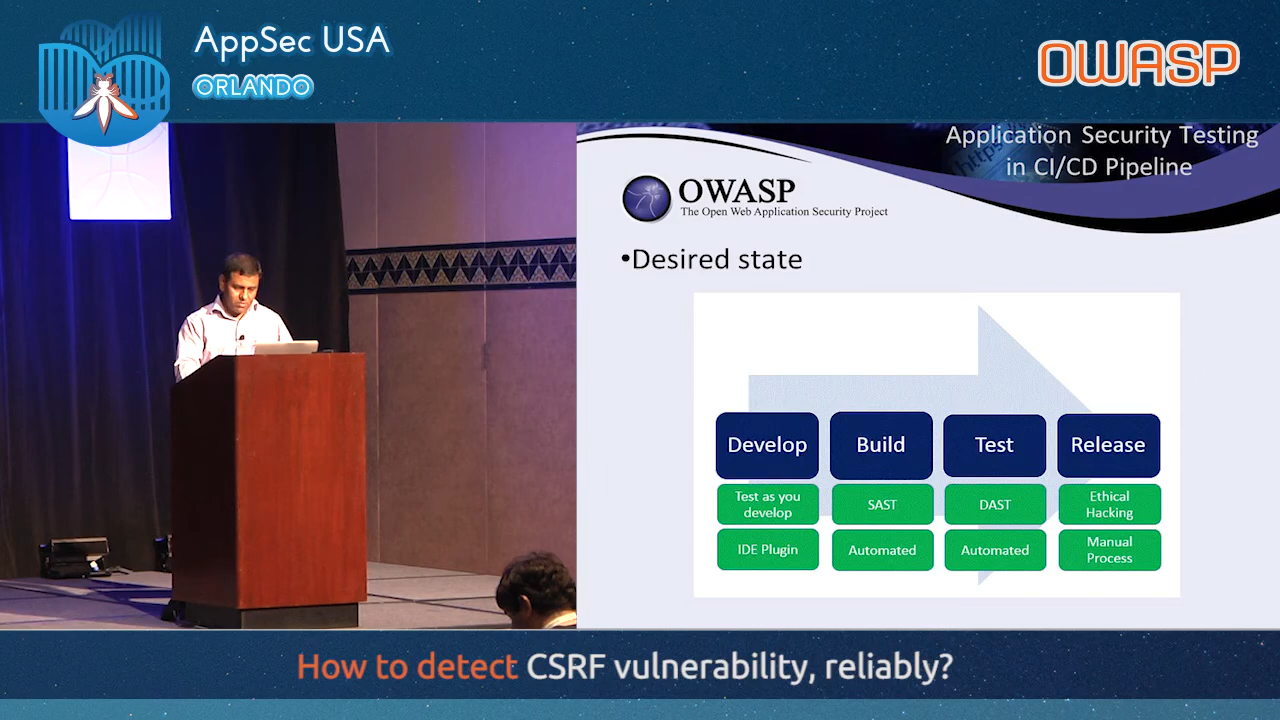 AppSec USA
ORLANDO
OWASP
Application Security Testing
in CI/CD Pipeline
https
OWASP
The Open Web Application Security Project
•Desired state
Develop
Build
Test
Release
Test as you
develop
SAST
DAST
Ethical
Hacking
IDE Plugin
Automated
Automated
Manual
Process
How to detect CSRF vulnerability, reliably?